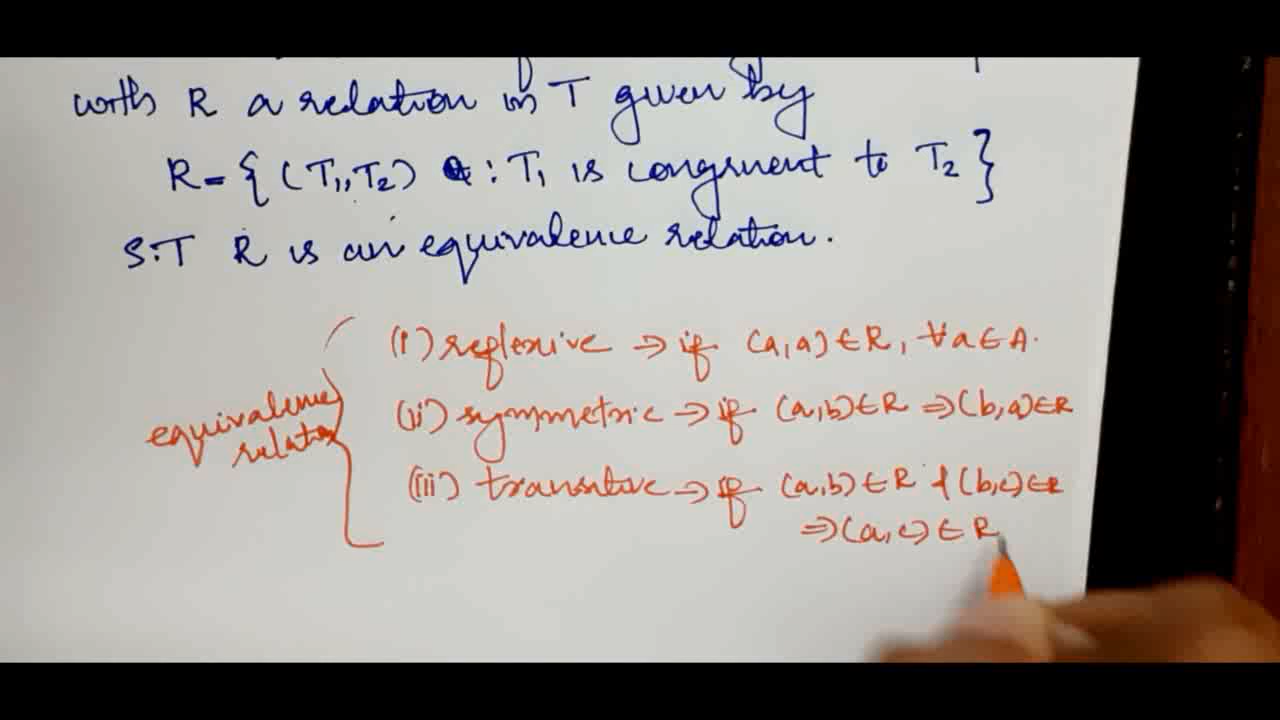 with R a relation in T given by
R = { (T₁, T₂) : T₁ is congruent to T₂ }
S.T R is an equivalence relation.
(i) reflexive ⇒ if (a,a) ∈ R, ∀a ∈ A.
(ii) symmetric ⇒ if (a,b) ∈ R ⇒ (b,a) ∈ R
equivalence
relation
(iii) transitive ⇒ if (a,b) ∈ R & (b,c) ∈ R
⇒ (a,c) ∈ R